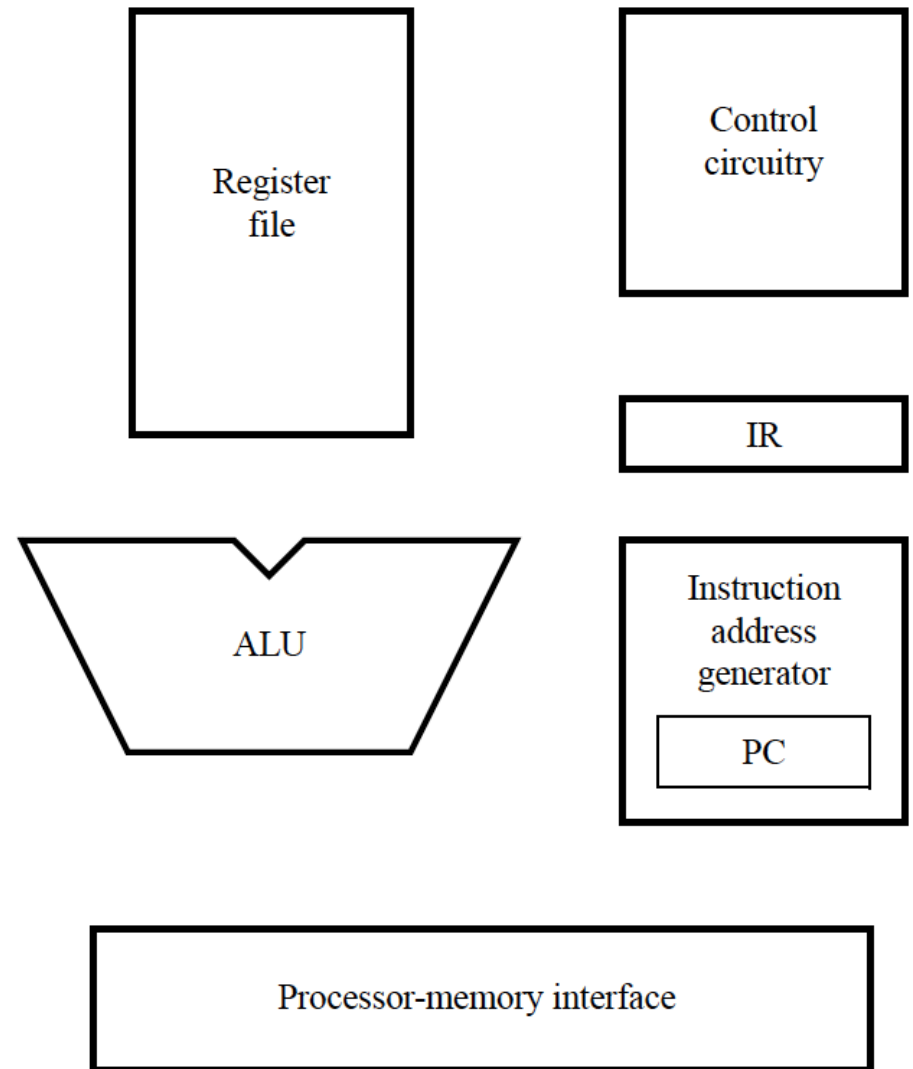 Register
file
Control
circuitry
IR
ALU
Instruction
address
generator
PC
Processor-memory interface